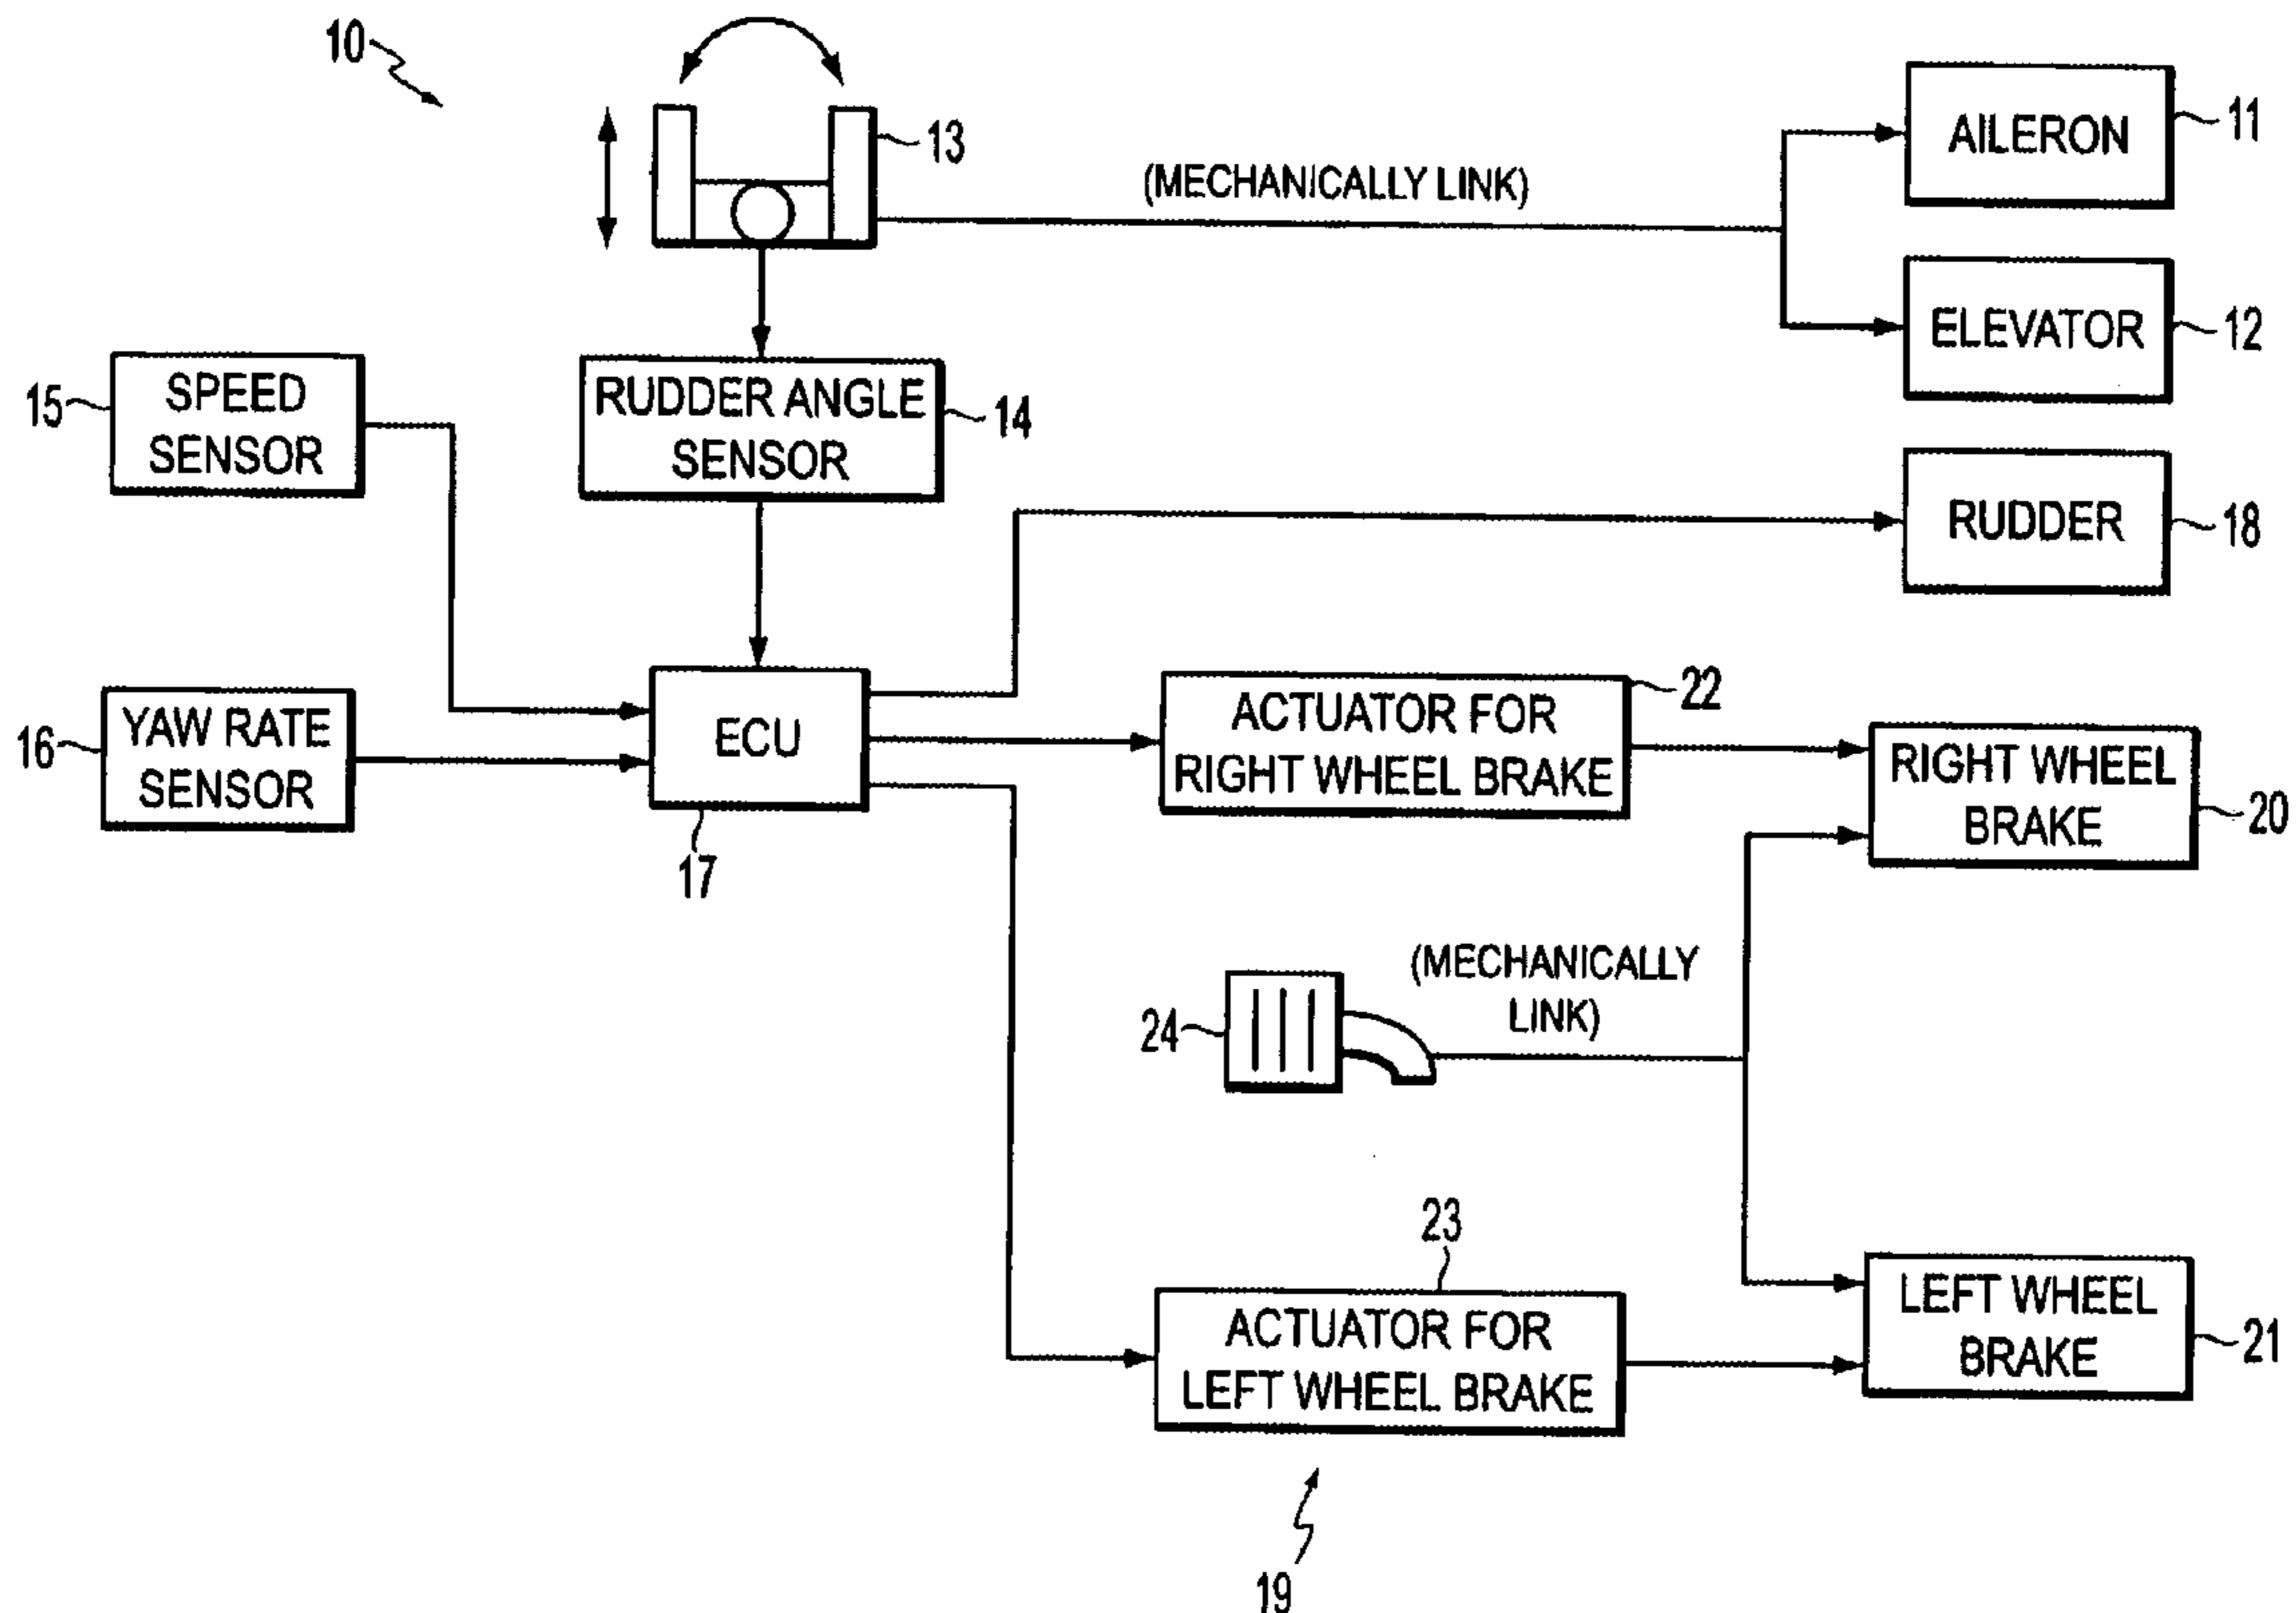 10
13
(MECHANICALLY LINK)
AILERON
11
ELEVATOR
12
15
SPEED
SENSOR
RUDDER ANGLE
SENSOR
14
RUDDER
18
16
YAW RATE
SENSOR
ECU
17
ACTUATOR FOR
RIGHT WHEEL BRAKE
22
RIGHT WHEEL
BRAKE
20
24
(MECHANICALLY
LINK)
23
ACTUATOR FOR
LEFT WHEEL BRAKE
LEFT WHEEL
BRAKE
21
19